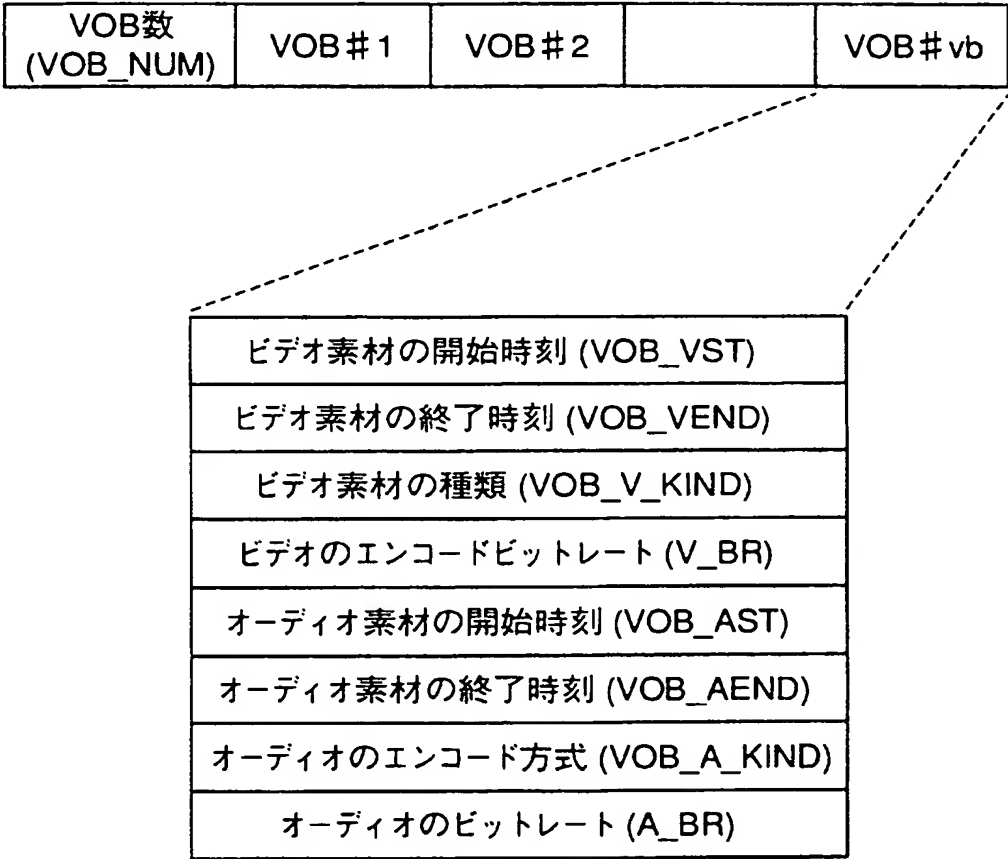 VOB数
(VOB_NUM)
VOB#1
VOB#2
VOB#vb
ビデオ素材の開始時刻 (VOB_VST)
ビデオ素材の終了時刻 (VOB_VEND)
ビデオ素材の種類 (VOB_V_KIND)
ビデオのエンコードビットレート (V_BR)
オーディオ素材の開始時刻 (VOB_AST)
オーディオ素材の終了時刻 (VOB_AEND)
オーディオのエンコード方式 (VOB_A_KIND)
オーディオのビットレート (A_BR)